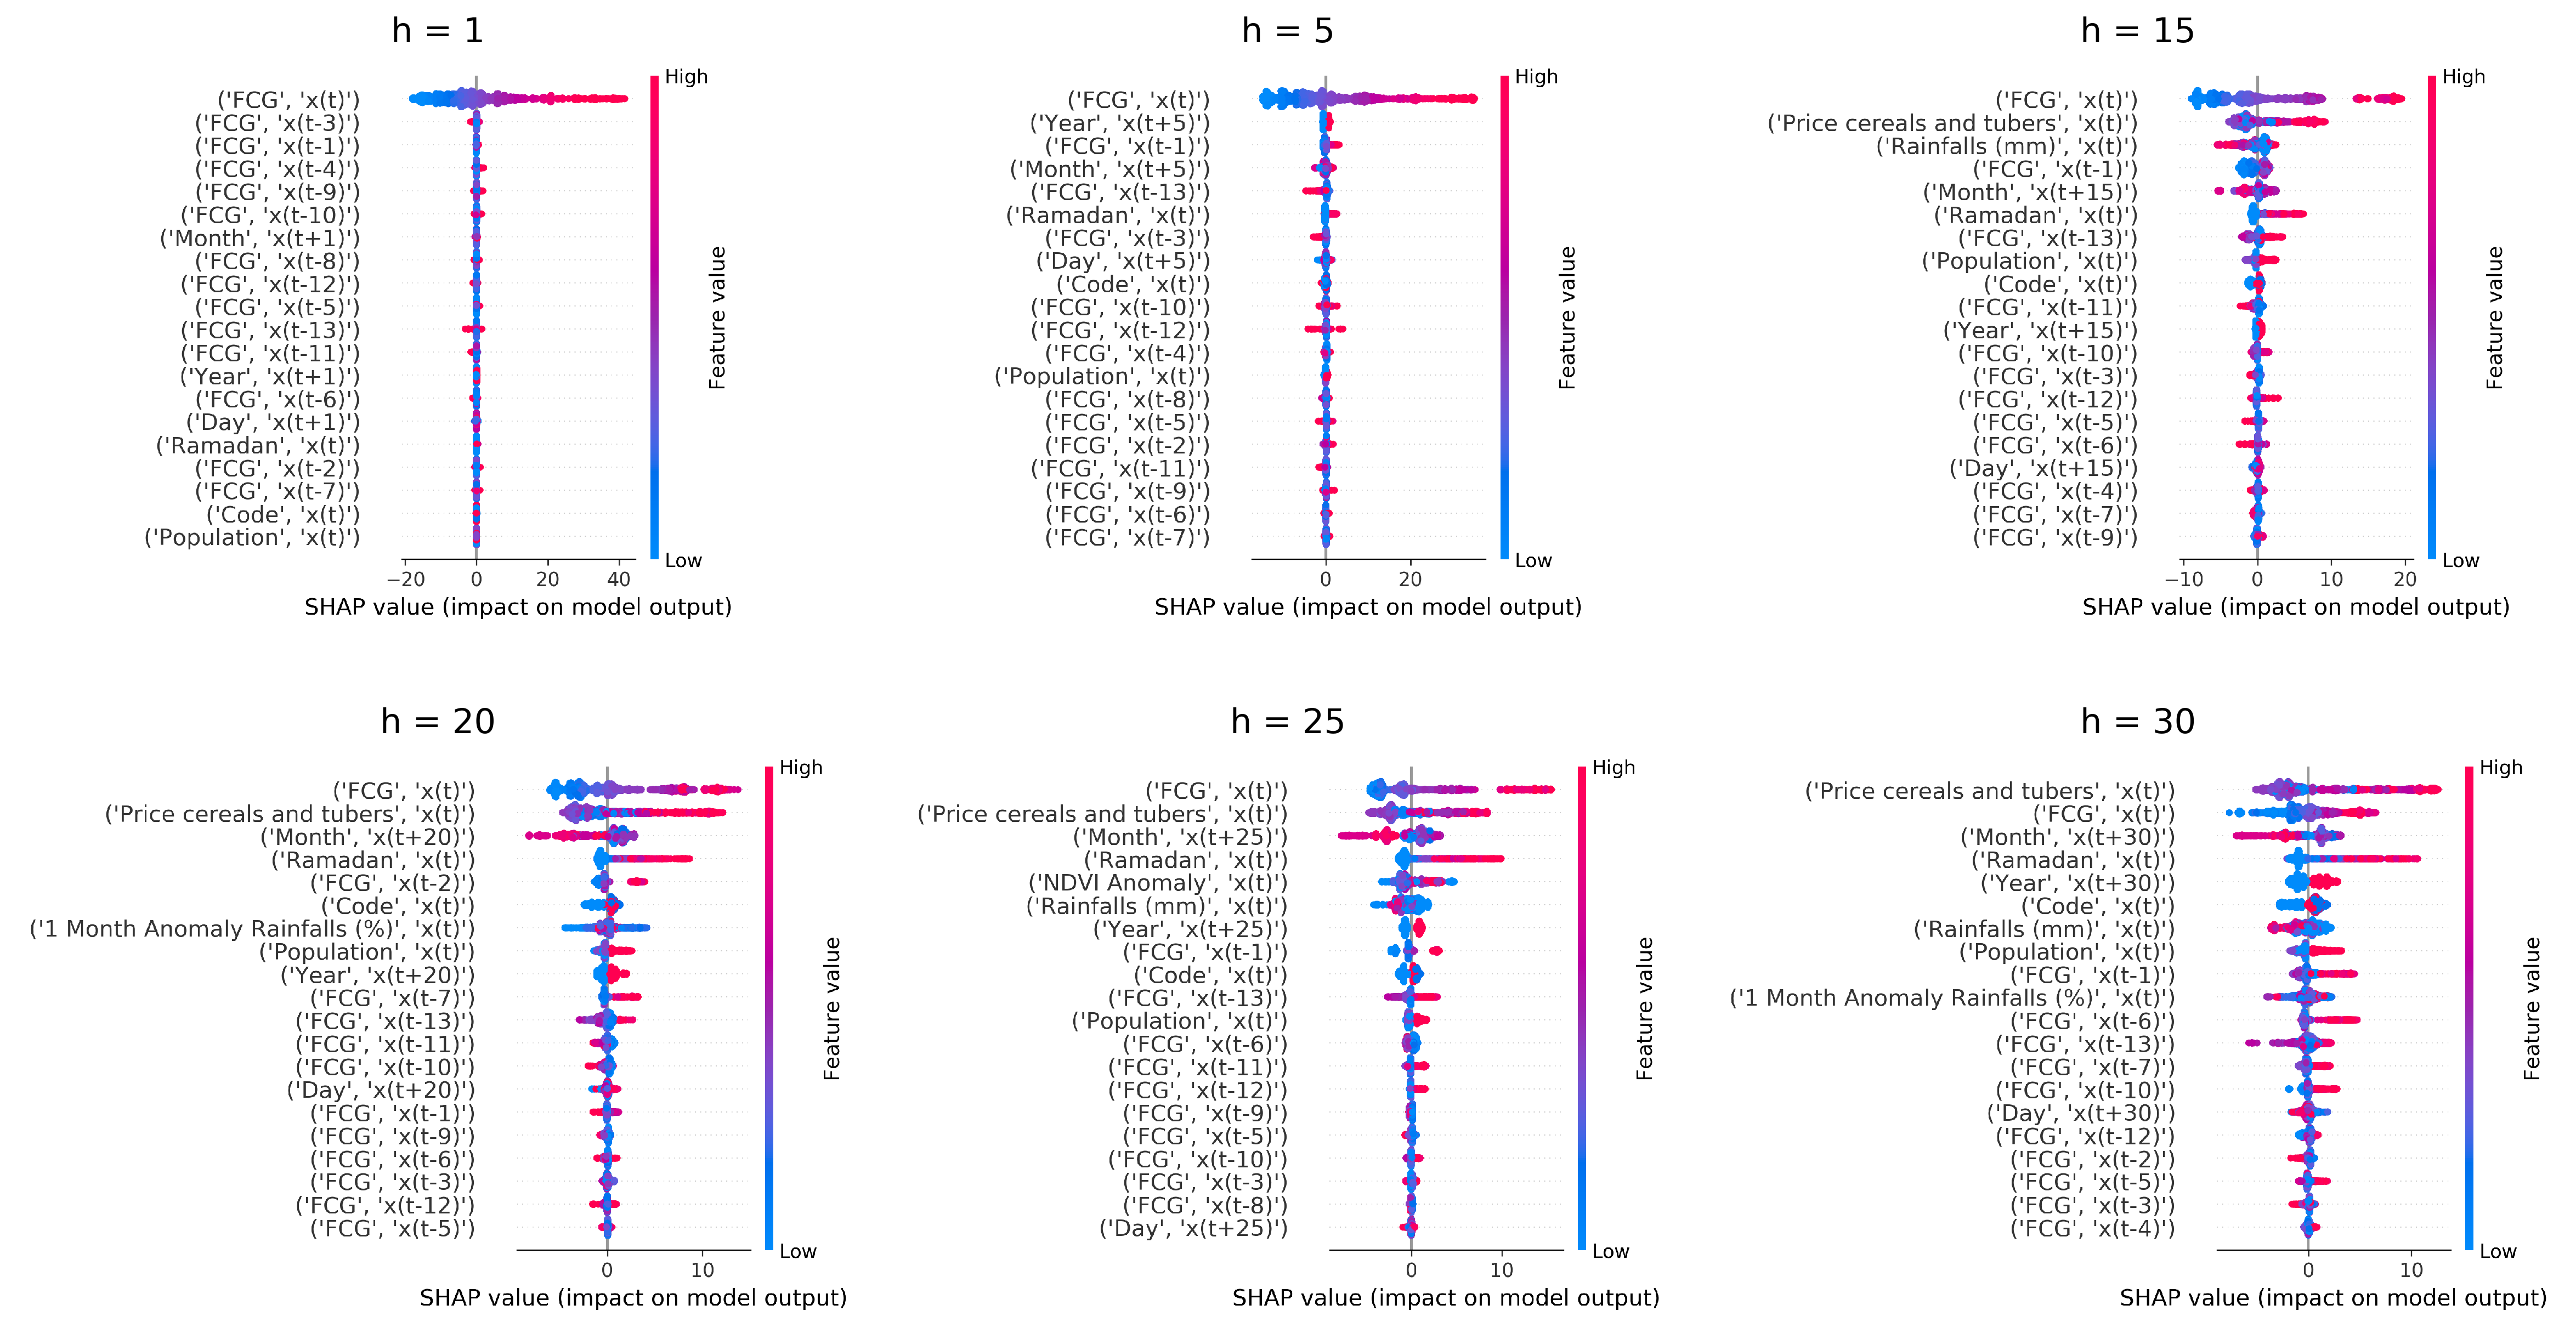 h = 1
('FCG', 'x(t)')
('FCG', 'x(t-3)')
('FCG', 'x(t-1)')
('FCG', 'x(t-4)')
('FCG', 'x(t-9)')
('FCG', 'x(t-10)')
('Month', 'x(t+1)')
('FCG', 'x(t-8)')
('FCG', 'x(t-12)')
('FCG', 'x(t-5)')
('FCG', 'x(t-13)')
('FCG', 'x(t-11)')
('Year', 'x(t+1)')
('FCG', 'x(t-6)')
('Day', 'x(t+1)')
('Ramadan', 'x(t)')
('FCG', 'x(t-2)')
('FCG', 'x(t-7)')
('Code', 'x(t)')
('Population', 'x(t)')
−20 0 20 40
SHAP value (impact on model output)
High
Feature value
Low
h = 5
('FCG', 'x(t)')
('Year', 'x(t+5)')
('FCG', 'x(t-1)')
('Month', 'x(t+5)')
('FCG', 'x(t-13)')
('Ramadan', 'x(t)')
('FCG', 'x(t-3)')
('Day', 'x(t+5)')
('Code', 'x(t)')
('FCG', 'x(t-10)')
('FCG', 'x(t-12)')
('FCG', 'x(t-4)')
('Population', 'x(t)')
('FCG', 'x(t-8)')
('FCG', 'x(t-5)')
('FCG', 'x(t-2)')
('FCG', 'x(t-11)')
('FCG', 'x(t-9)')
('FCG', 'x(t-6)')
('FCG', 'x(t-7)')
0 20
SHAP value (impact on model output)
High
Feature value
Low
h = 15
('FCG', 'x(t)')
('Price cereals and tubers', 'x(t)')
('Rainfalls (mm)', 'x(t)')
('FCG', 'x(t-1)')
('Month', 'x(t+15)')
('Ramadan', 'x(t)')
('FCG', 'x(t-13)')
('Population', 'x(t)')
('Code', 'x(t)')
('FCG', 'x(t-11)')
('Year', 'x(t+15)')
('FCG', 'x(t-10)')
('FCG', 'x(t-3)')
('FCG', 'x(t-12)')
('FCG', 'x(t-5)')
('FCG', 'x(t-6)')
('Day', 'x(t+15)')
('FCG', 'x(t-4)')
('FCG', 'x(t-7)')
('FCG', 'x(t-9)')
−10 0 10 20
SHAP value (impact on model output)
High
Feature value
Low
h = 20
('FCG', 'x(t)')
('Price cereals and tubers', 'x(t)')
('Month', 'x(t+20)')
('Ramadan', 'x(t)')
('FCG', 'x(t-2)')
('Code', 'x(t)')
('1 Month Anomaly Rainfalls (%)', 'x(t)')
('Population', 'x(t)')
('Year', 'x(t+20)')
('FCG', 'x(t-7)')
('FCG', 'x(t-13)')
('FCG', 'x(t-11)')
('FCG', 'x(t-10)')
('Day', 'x(t+20)')
('FCG', 'x(t-1)')
('FCG', 'x(t-9)')
('FCG', 'x(t-6)')
('FCG', 'x(t-3)')
('FCG', 'x(t-12)')
('FCG', 'x(t-5)')
0 10
SHAP value (impact on model output)
High
Feature value
Low
h = 25
('FCG', 'x(t)')
('Price cereals and tubers', 'x(t)')
('Month', 'x(t+25)')
('Ramadan', 'x(t)')
('NDVI Anomaly', 'x(t)')
('Rainfalls (mm)', 'x(t)')
('Year', 'x(t+25)')
('FCG', 'x(t-1)')
('Code', 'x(t)')
('FCG', 'x(t-13)')
('Population', 'x(t)')
('FCG', 'x(t-6)')
('FCG', 'x(t-11)')
('FCG', 'x(t-12)')
('FCG', 'x(t-9)')
('FCG', 'x(t-5)')
('FCG', 'x(t-10)')
('FCG', 'x(t-3)')
('FCG', 'x(t-8)')
('Day', 'x(t+25)')
0 10
SHAP value (impact on model output)
High
Feature value
Low
h = 30
('Price cereals and tubers', 'x(t)')
('FCG', 'x(t)')
('Month', 'x(t+30)')
('Ramadan', 'x(t)')
('Year', 'x(t+30)')
('Code', 'x(t)')
('Rainfalls (mm)', 'x(t)')
('Population', 'x(t)')
('FCG', 'x(t-1)')
('1 Month Anomaly Rainfalls (%)', 'x(t)')
('FCG', 'x(t-6)')
('FCG', 'x(t-13)')
('FCG', 'x(t-7)')
('FCG', 'x(t-10)')
('Day', 'x(t+30)')
('FCG', 'x(t-12)')
('FCG', 'x(t-2)')
('FCG', 'x(t-5)')
('FCG', 'x(t-3)')
('FCG', 'x(t-4)')
0 10
SHAP value (impact on model output)
High
Feature value
Low